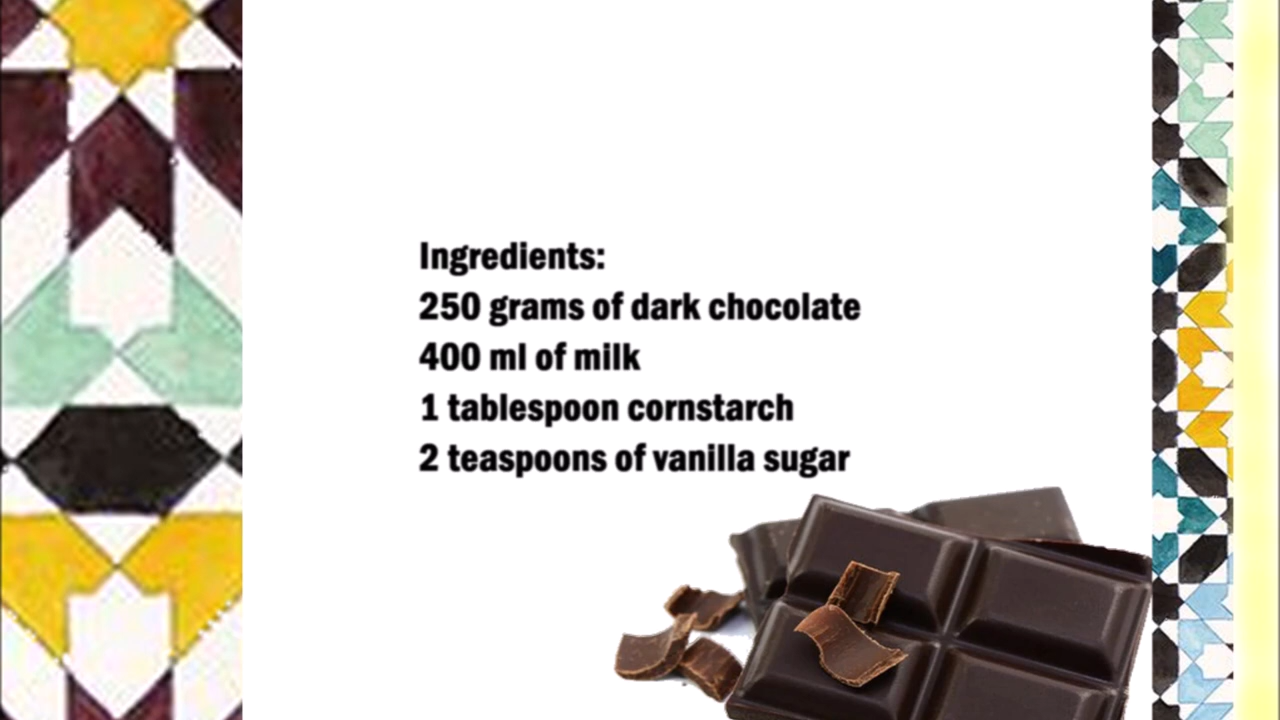 Ingredients:
250 grams of dark chocolate
400 ml of milk
1 tablespoon cornstarch
2 teaspoons of vanilla sugar